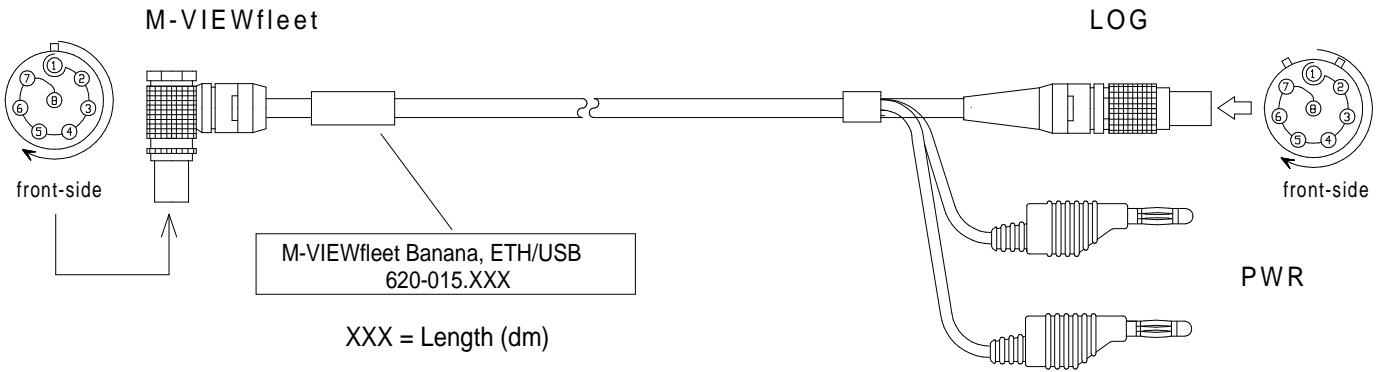 M-VIEWfleet
LOG
1
2
3
4
5
6
7
8
front-side
1
2
3
4
5
6
7
8
front-side
M-VIEWfleet Banana, ETH/USB
620-015.XXX
PWR
XXX = Length (dm)